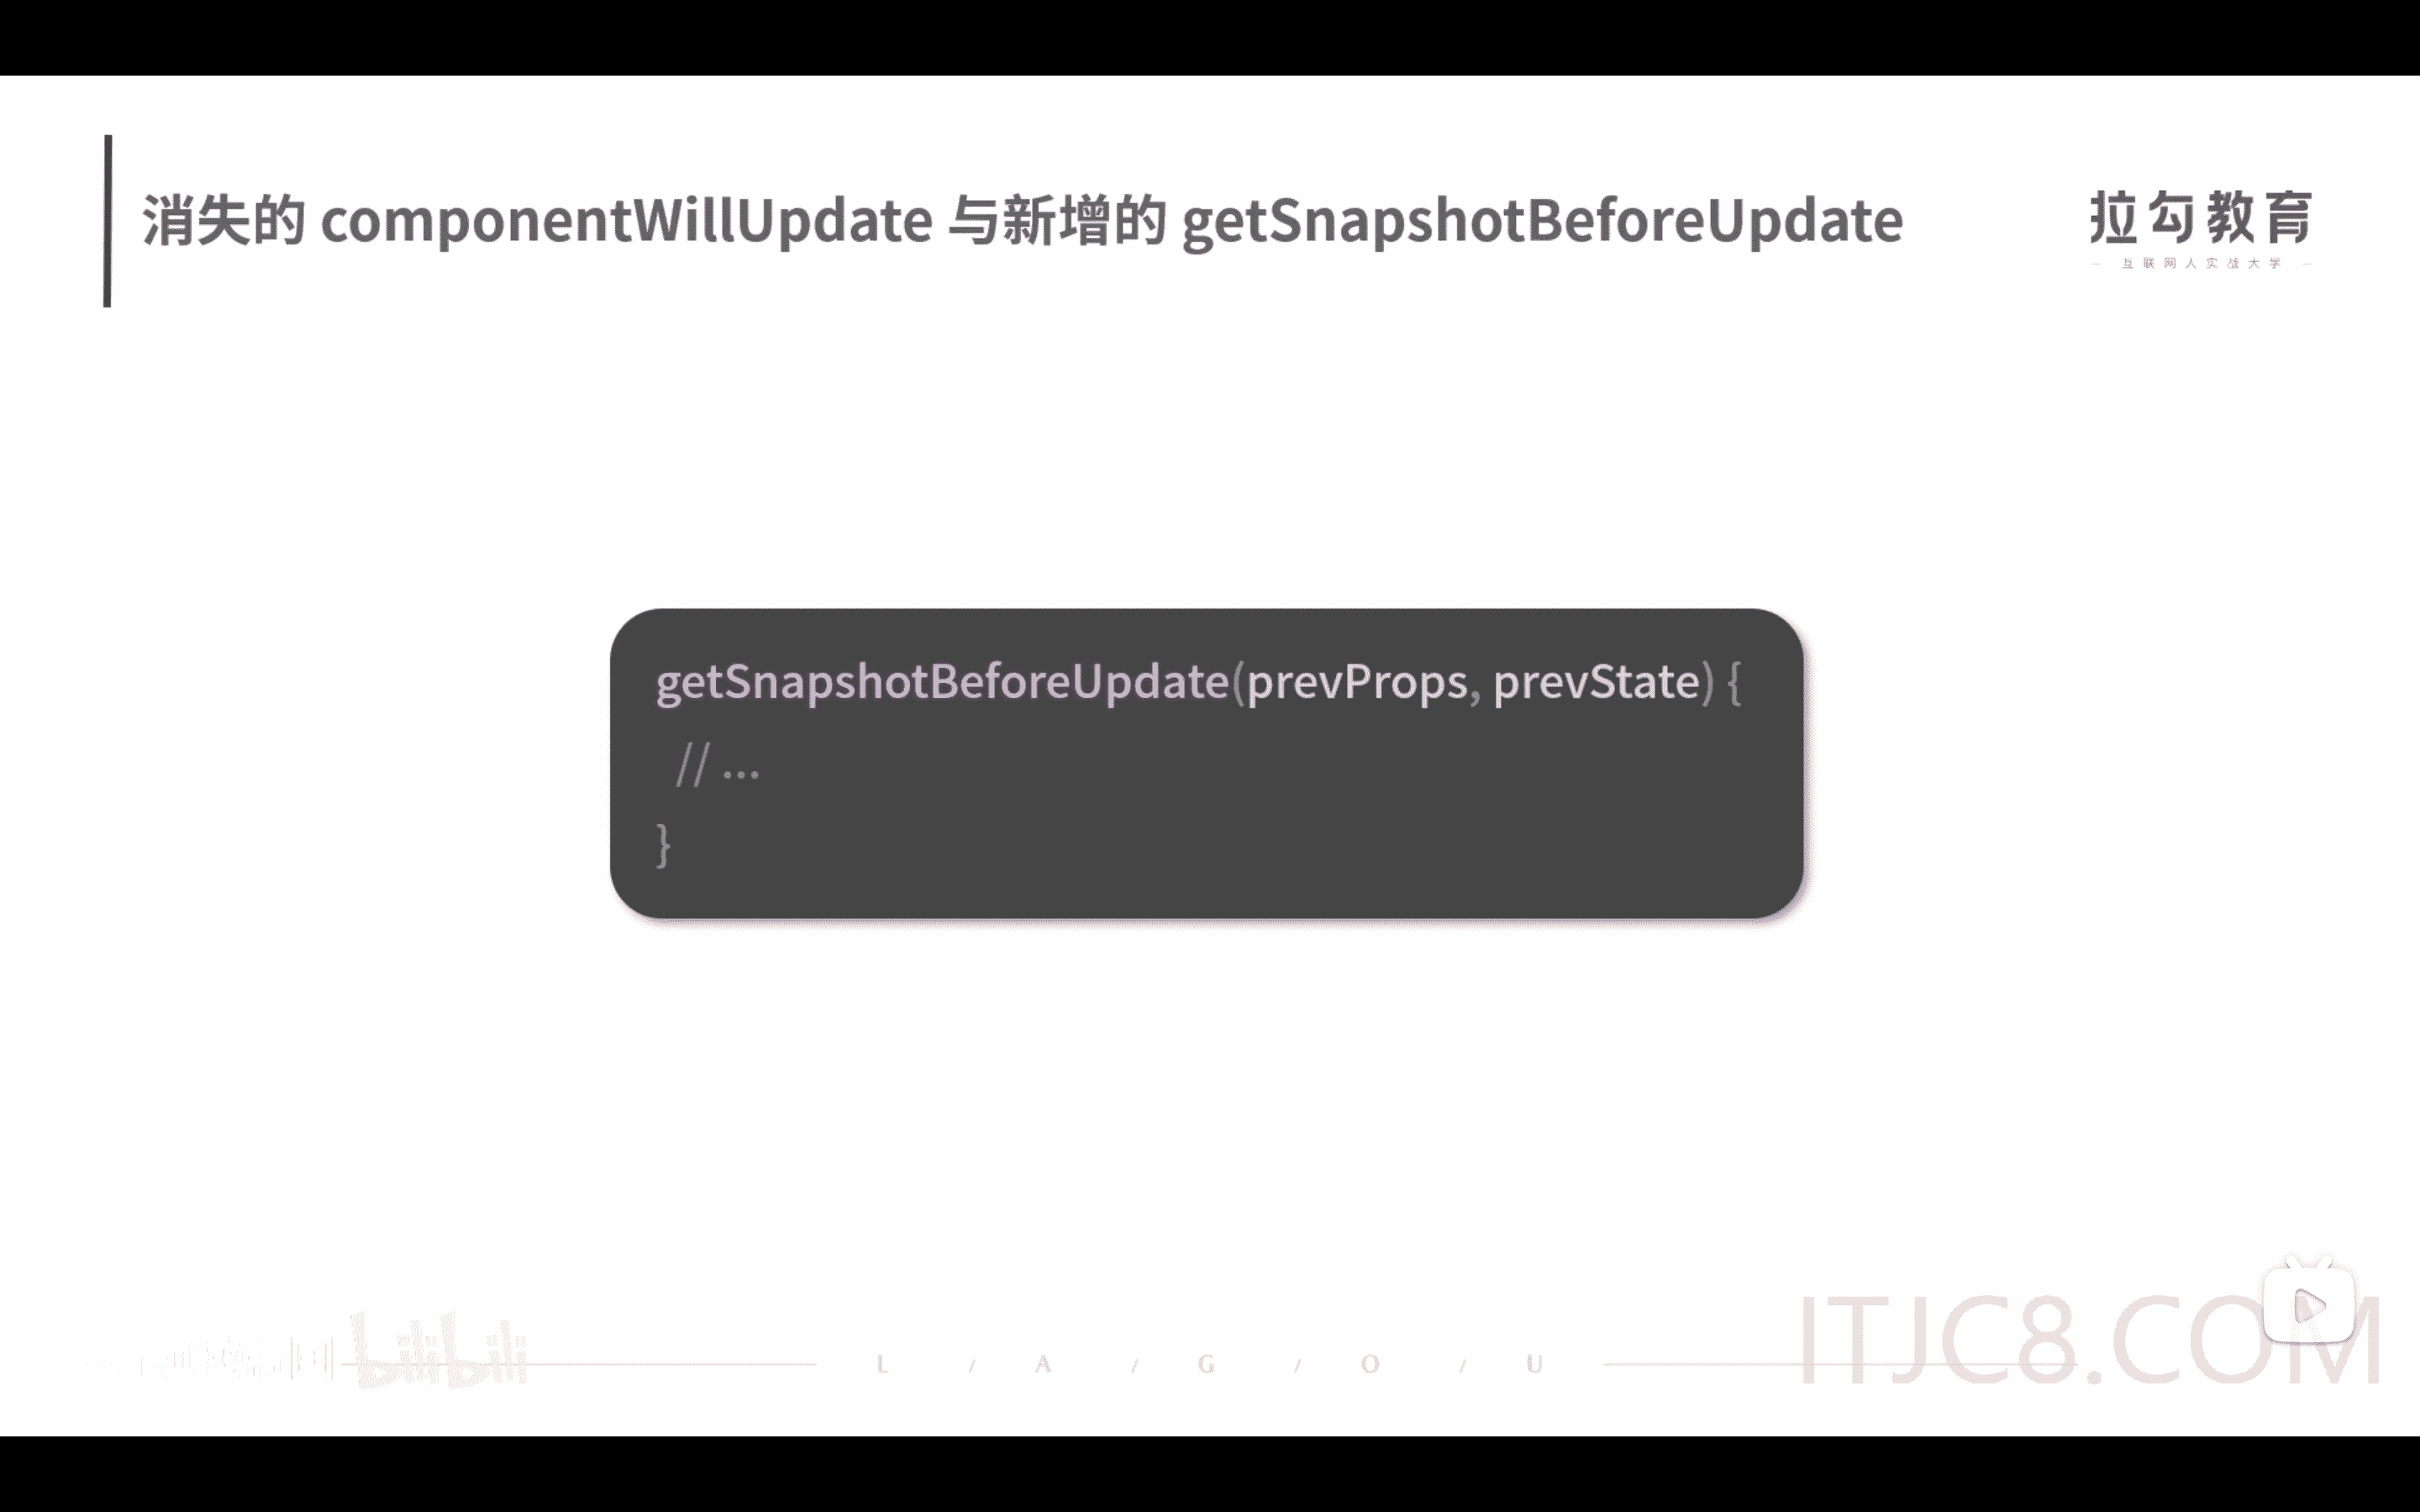 消失的 componentWillUpdate 与新增的 getSnapshotBeforeUpdate
拉勾教育
— 互联网人实战大学 —
getSnapshotBeforeUpdate(prevProps, prevState) {
// ...
}
bilibili
L / A / G / O / U
ITJC8.COM